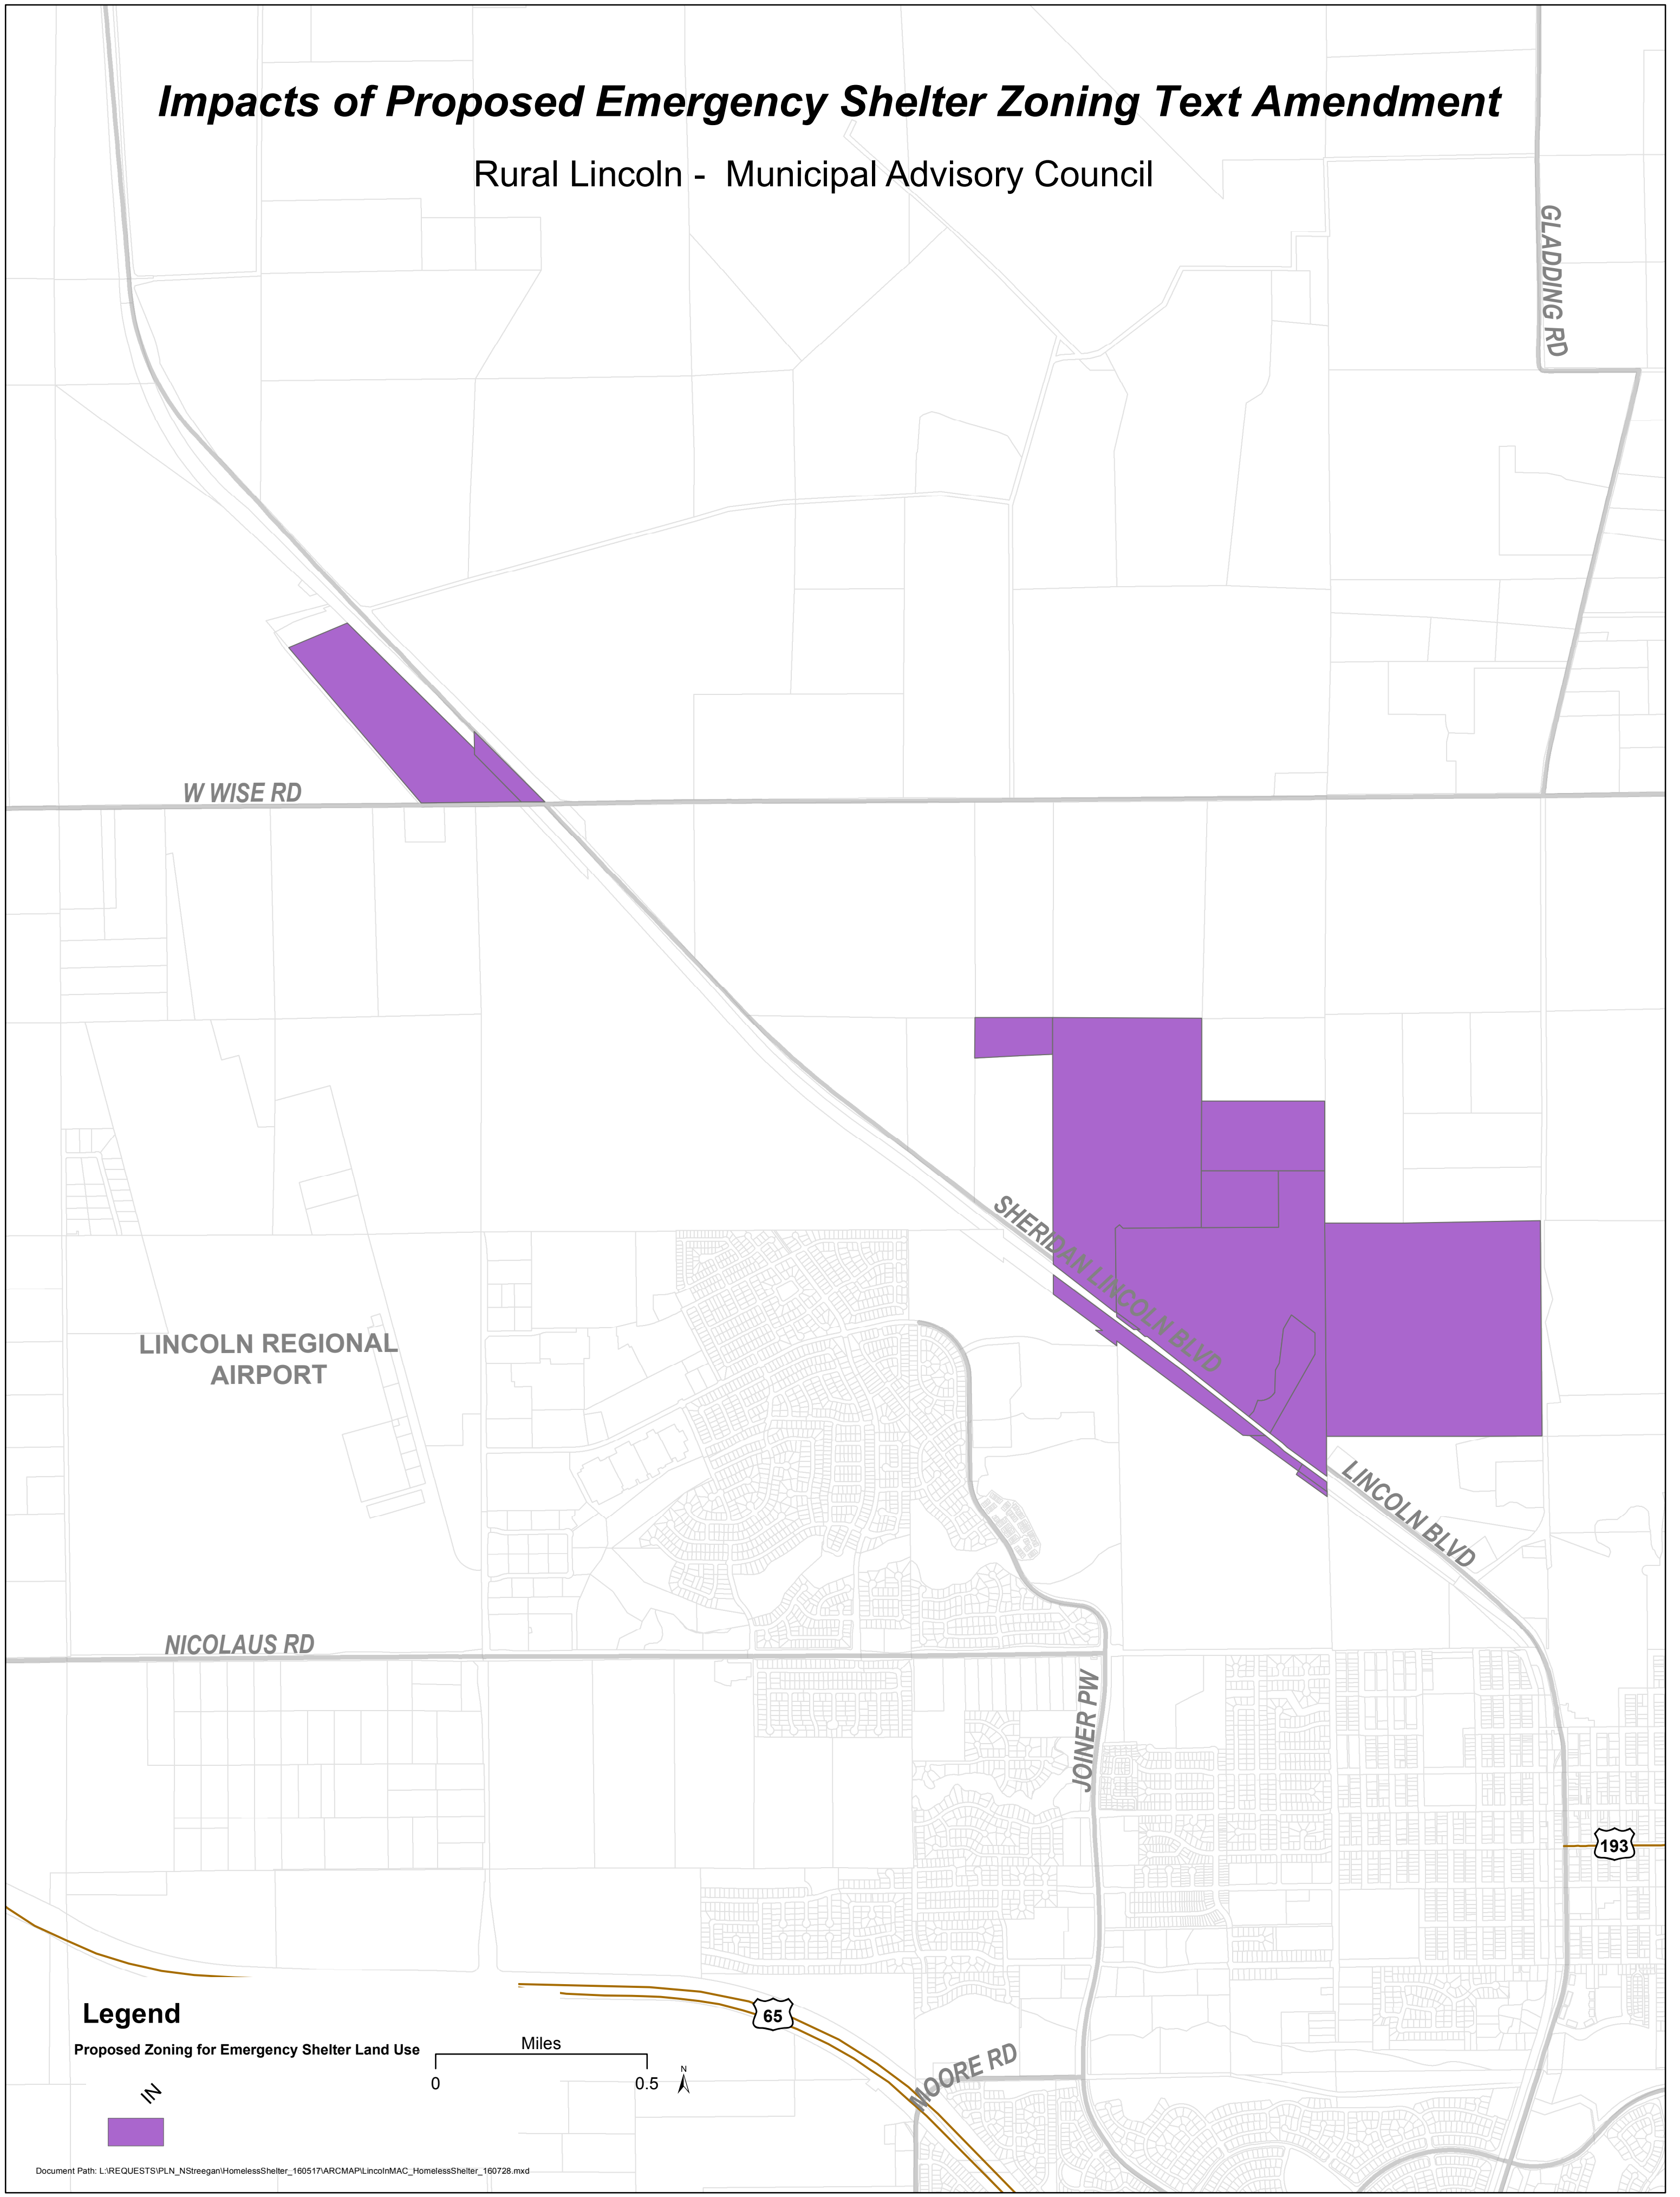 Impacts of Proposed Emergency Shelter Zoning Text Amendment
Rural Lincoln -  Municipal Advisory Council
GLADDING RD
W WISE RD
SHERIDAN LINCOLN BLVD
LINCOLN REGIONAL
AIRPORT
LINCOLN BLVD
NICOLAUS RD
JOINER PW
193
65
Legend
Proposed Zoning for Emergency Shelter Land Use
Miles
0 0.5
N
MOORE RD
IN
Document Path: L:\REQUESTS\PLN_NStreegan\HomelessShelter_160517\ARCMAP\LincolnMAC_HomelessShelter_160728.mxd